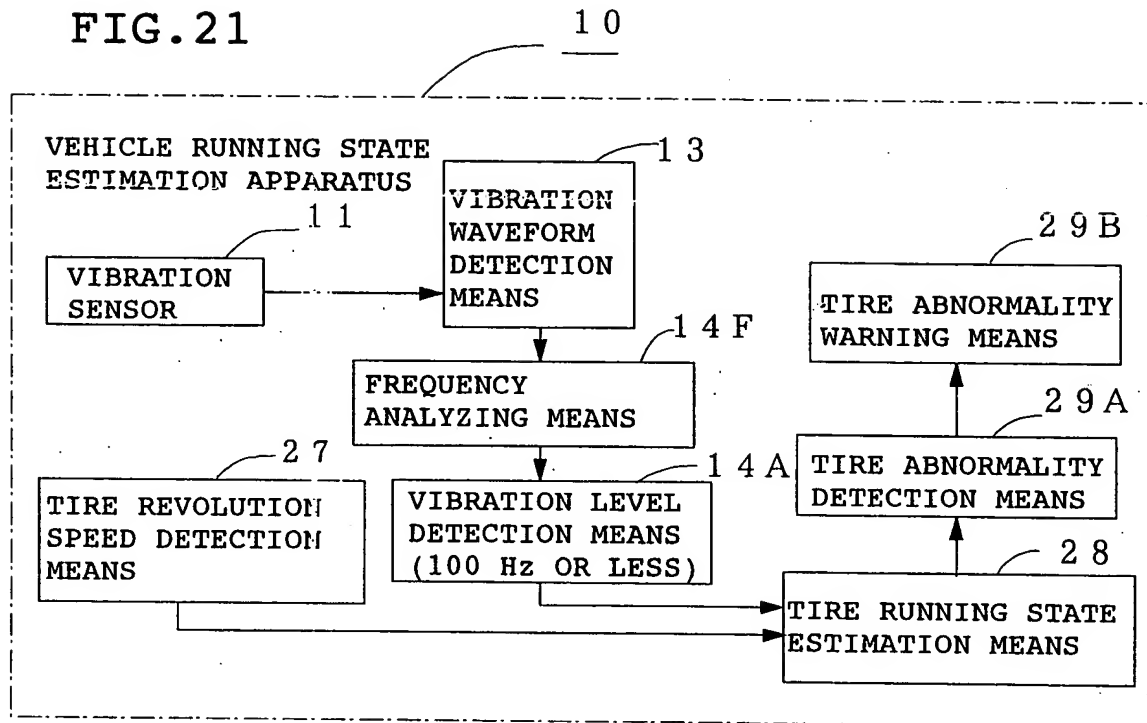 FIG.21
10
VEHICLE RUNNING STATE
ESTIMATION APPARATUS
11
VIBRATION
SENSOR
13
VIBRATION
WAVEFORM
DETECTION
MEANS
14F
FREQUENCY
ANALYZING MEANS
27
TIRE REVOLUTION
SPEED DETECTION
MEANS
14A
VIBRATION LEVEL
DETECTION MEANS
(100 Hz OR LESS)
29B
TIRE ABNORMALITY
WARNING MEANS
29A
TIRE ABNORMALITY
DETECTION MEANS
28
TIRE RUNNING STATE
ESTIMATION MEANS